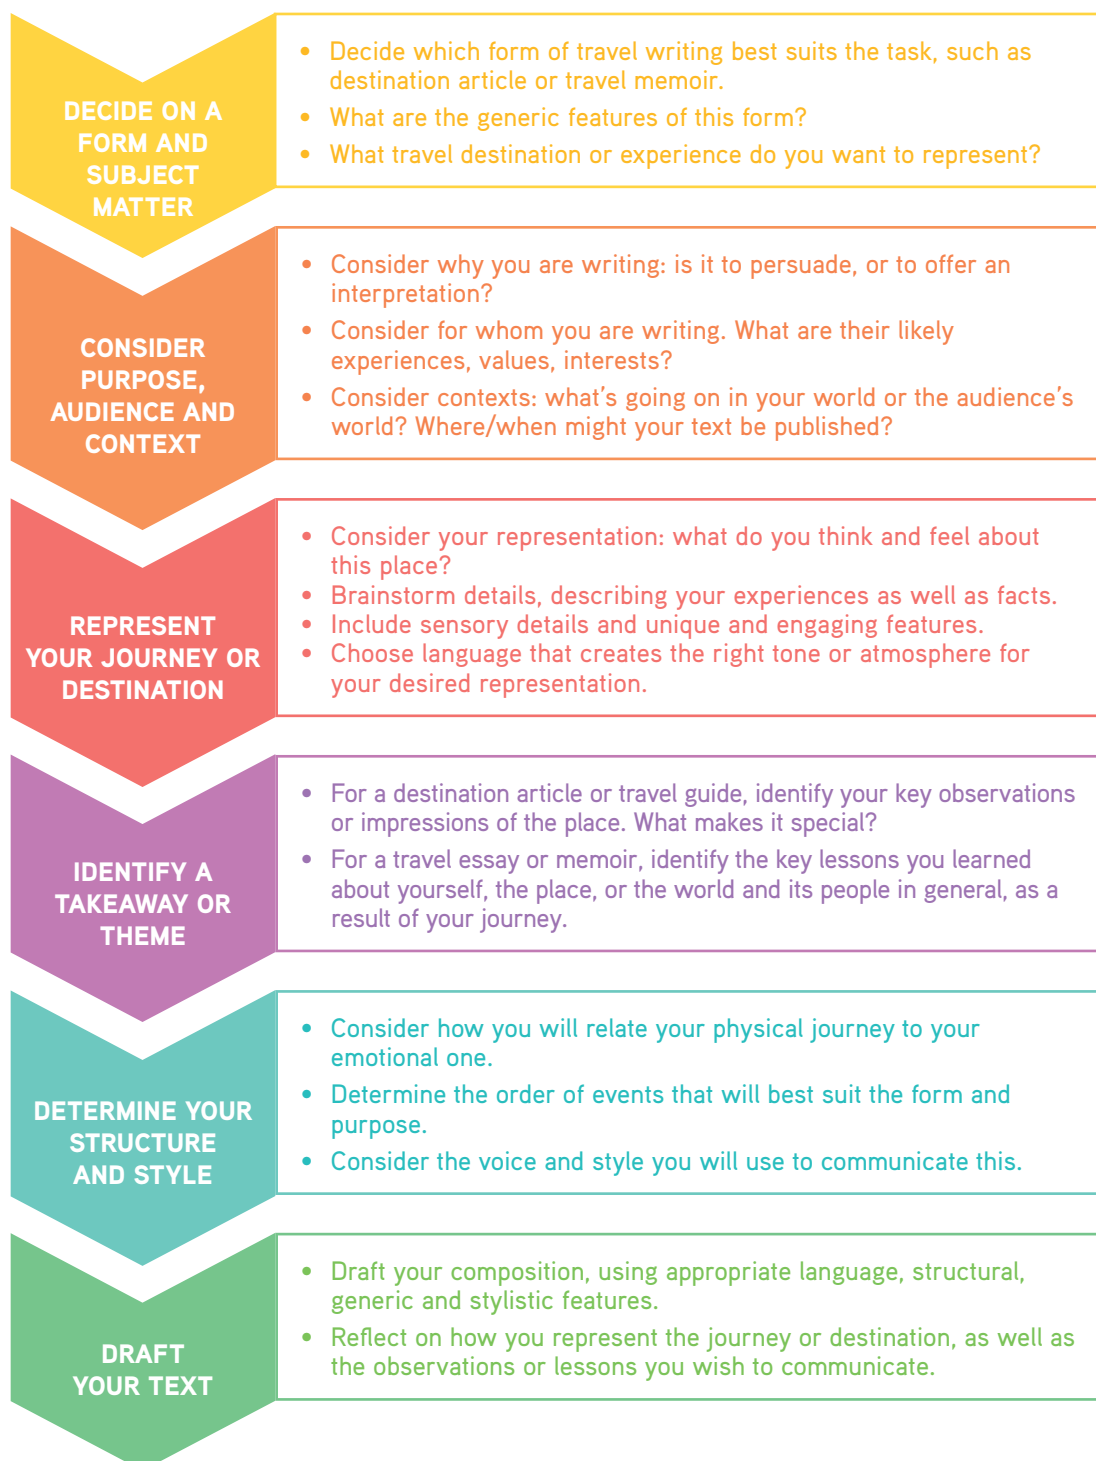 DECIDE ON A
FORM AND
SUBJECT
MATTER
• Decide which form of travel writing best suits the task, such as
destination article or travel memoir.
• What are the generic features of this form?
• What travel destination or experience do you want to represent?
CONSIDER
PURPOSE,
AUDIENCE AND
CONTEXT
• Consider why you are writing: is it to persuade, or to offer an
interpretation?
• Consider for whom you are writing. What are their likely
experiences, values, interests?
• Consider contexts: what's going on in your world or the audience's
world? Where/when might your text be published?
REPRESENT
YOUR JOURNEY OR
DESTINATION
• Consider your representation: what do you think and feel about
this place?
• Brainstorm details, describing your experiences as well as facts.
• Include sensory details and unique and engaging features.
• Choose language that creates the right tone or atmosphere for
your desired representation.
IDENTIFY A
TAKEAWAY OR
THEME
• For a destination article or travel guide, identify your key observations
or impressions of the place. What makes it special?
• For a travel essay or memoir, identify the key lessons you learned
about yourself, the place, or the world and its people in general, as a
result of your journey.
DETERMINE YOUR
STRUCTURE
AND STYLE
• Consider how you will relate your physical journey to your
emotional one.
• Determine the order of events that will best suit the form and
purpose.
• Consider the voice and style you will use to communicate this.
DRAFT
YOUR TEXT
• Draft your composition, using appropriate language, structural,
generic and stylistic features.
• Reflect on how you represent the journey or destination, as well as
the observations or lessons you wish to communicate.